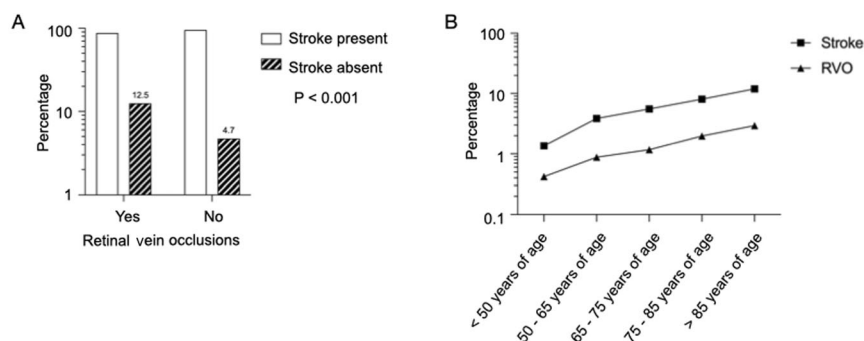 A
Percentage
100
10
1
12.5
4.7
Yes
No
Retinal vein occlusions
Stroke present
Stroke absent
P < 0.001
B
Percentage
100
10
1
0.1
< 50 years of age
50 - 65 years of age
65 - 75 years of age
75 - 85 years of age
> 85 years of age
Stroke
RVO